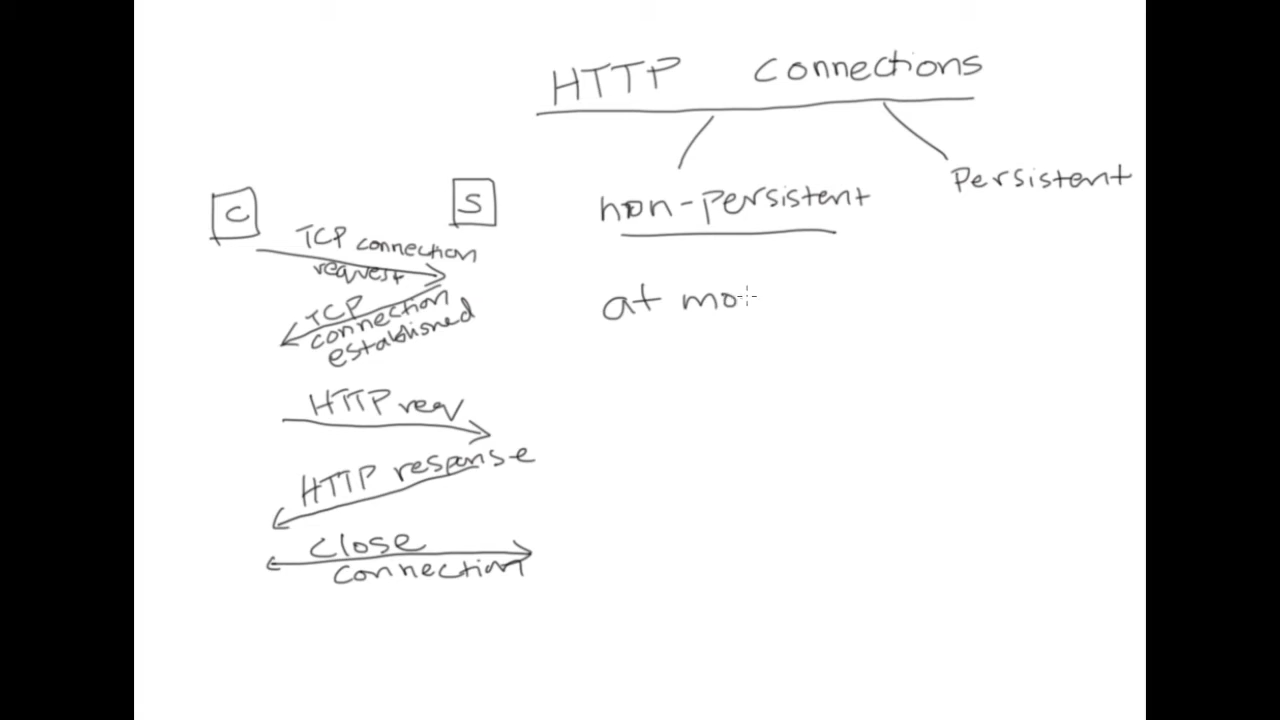 HTTP connections
non-persistent
Persistent
C
S
TCP connection
request
TCP
connection
established
HTTP req
HTTP response
close
connection
at mo